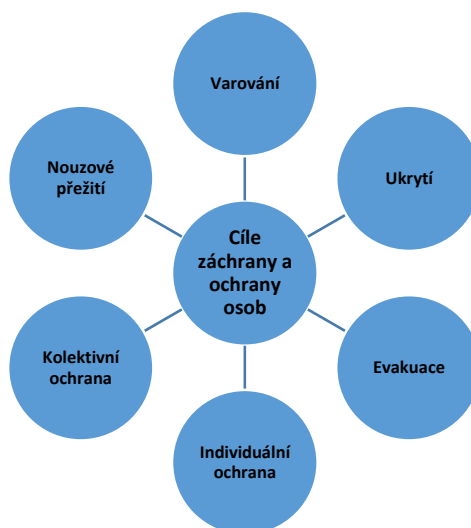 Varování
Nouzové
přežití
Ukrytí
Cíle
záchrany a
ochrany
osob
Kolektivní
ochrana
Evakuace
Individuální
ochrana